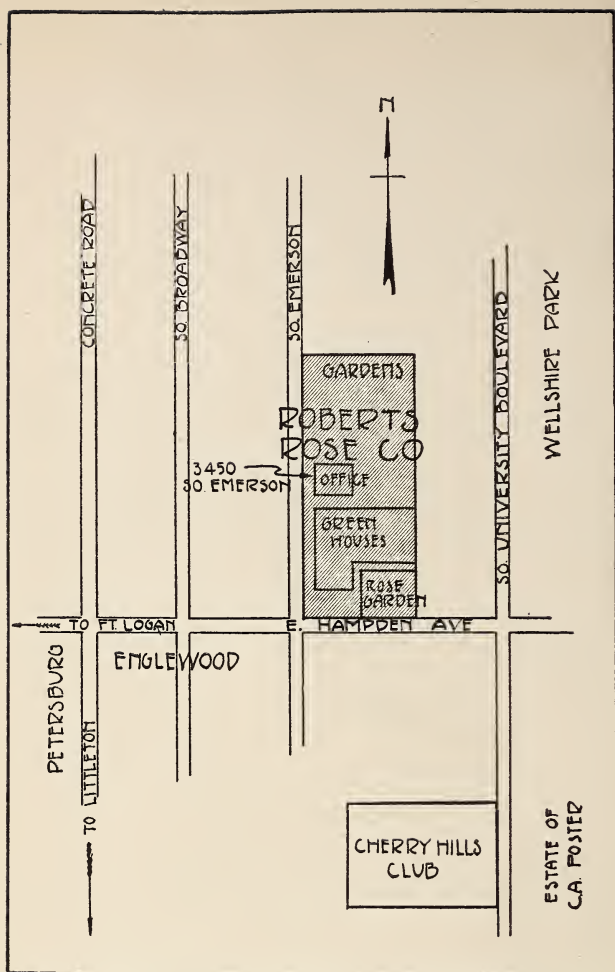 N
CONCRETE ROAD
SO. BROADWAY
SO. EMERSON
GARDENS
ROBERTS
ROSE CO
3450
SO. EMERSON
OFFICE
GREEN
HOUSES
ROSE
GARDEN
SO. UNIVERSITY BOULEVARD
WELLSHIRE PARK
TO FT. LOGAN
E. HAMPDEN AVE
PETERSBURG
ENGLEWOOD
TO LITTLETON
CHERRY HILLS
CLUB
ESTATE OF
C.A. FOSTER